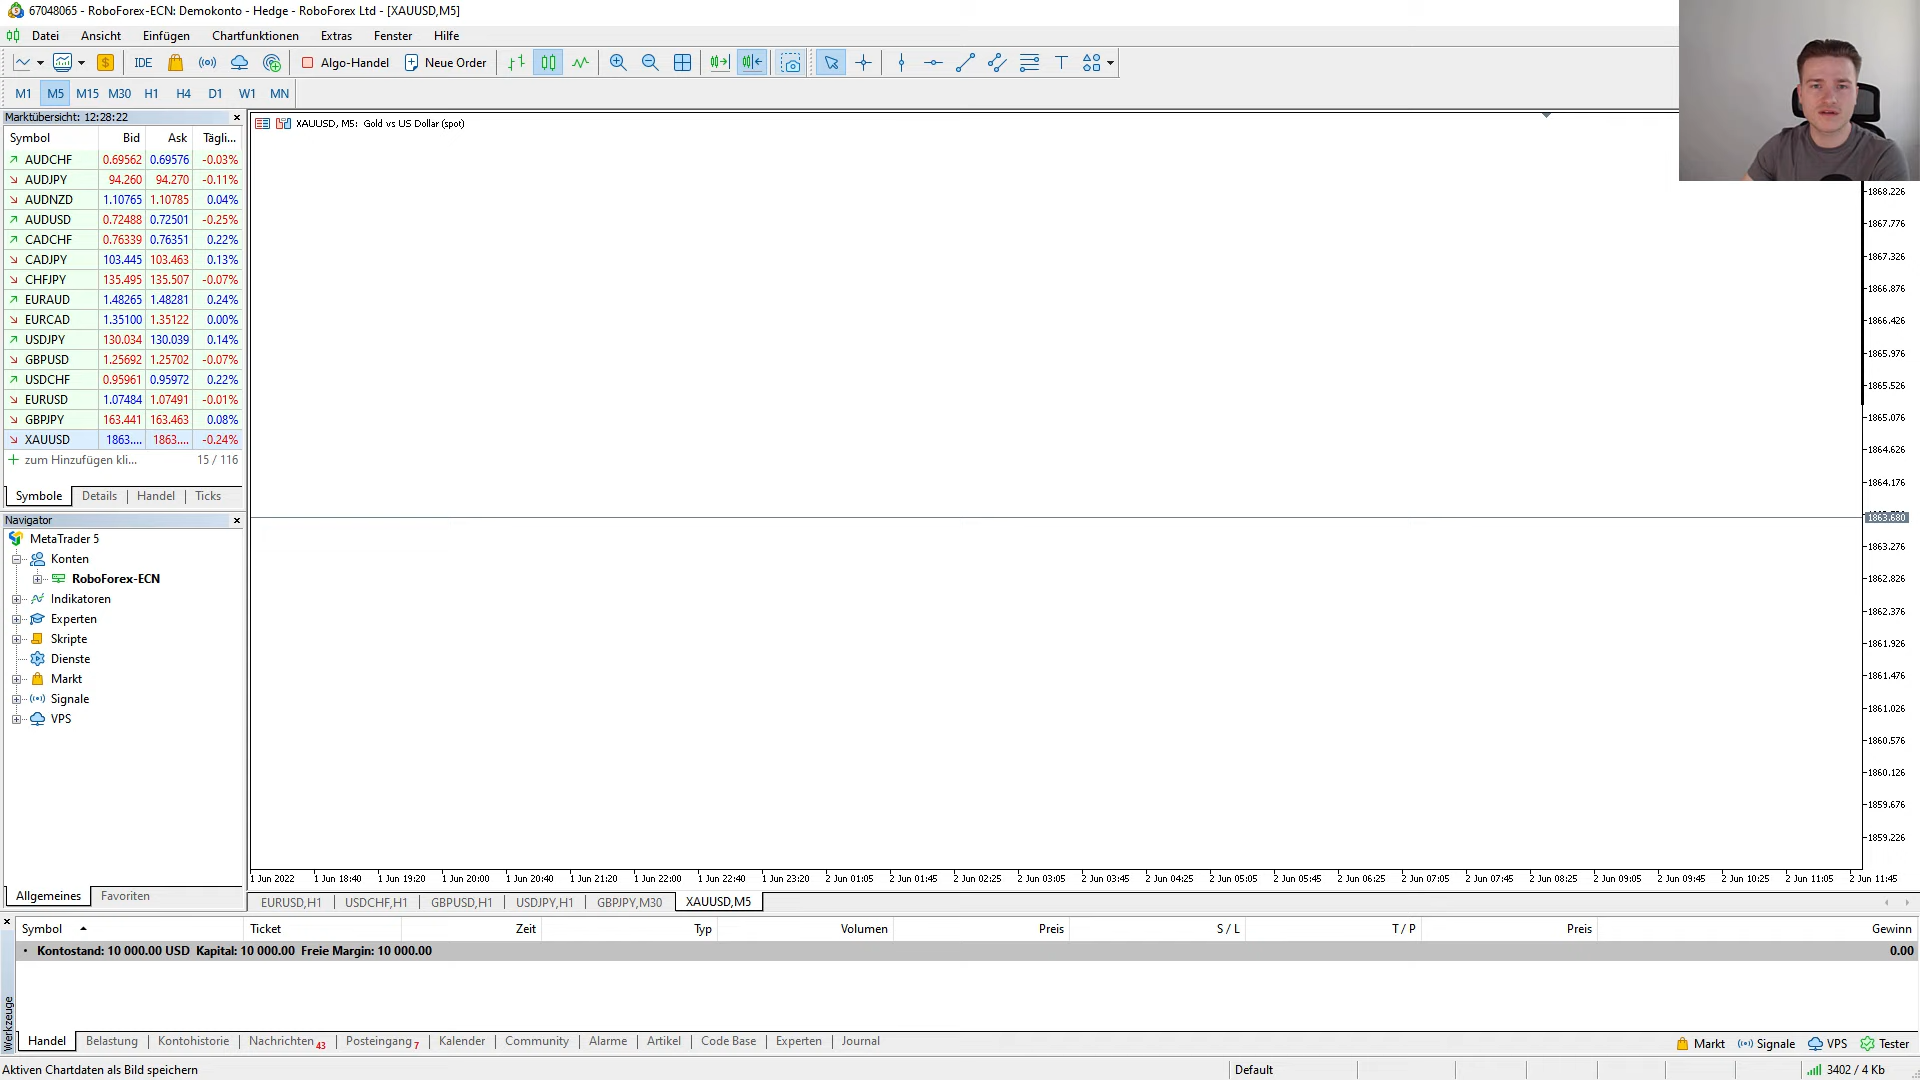 67048065 - RoboForex-ECN: Demokonto - Hedge - RoboForex Ltd - [XAUUSD,M5]
Datei Ansicht Einfügen Chartfunktionen Extras Fenster Hilfe
IDE Algo-Handel Neue Order
M1 M5 M15 M30 H1 H4 D1 W1 MN
Marktübersicht: 12:28:22
Symbol Bid Ask Tägli...
AUDCHF 0.69562 0.69576 -0.03%
AUDJPY 94.260 94.270 -0.11%
AUDNZD 1.10765 1.10785 0.04%
AUDUSD 0.72488 0.72501 -0.25%
CADCHF 0.76339 0.76351 0.22%
CADJPY 103.445 103.463 0.13%
CHFJPY 135.495 135.507 -0.07%
EURAUD 1.48265 1.48281 0.24%
EURCAD 1.35100 1.35122 0.00%
USDJPY 130.034 130.039 0.14%
GBPUSD 1.25692 1.25702 -0.07%
USDCHF 0.95961 0.95972 0.22%
EURUSD 1.07484 1.07491 -0.01%
GBPJPY 163.441 163.463 0.08%
XAUUSD 1863.... 1863.... -0.24%
zum Hinzufügen kli... 15 / 116
Symbole Details Handel Ticks
Navigator
MetaTrader 5
Konten
RoboForex-ECN
Indikatoren
Experten
Skripte
Dienste
Markt
Signale
VPS
Allgemeines Favoriten
XAUUSD, M5: Gold vs US Dollar (spot)
1868.226
1867.776
1867.326
1866.876
1866.426
1865.976
1865.526
1865.076
1864.626
1864.176
1863.680
1863.276
1862.826
1862.376
1861.926
1861.476
1861.026
1860.576
1860.126
1859.676
1859.226
1 Jun 2022 1 Jun 18:40 1 Jun 19:20 1 Jun 20:00 1 Jun 20:40 1 Jun 21:20 1 Jun 22:00 1 Jun 22:40 1 Jun 23:20 2 Jun 01:05 2 Jun 01:45 2 Jun 02:25 2 Jun 03:05 2 Jun 03:45 2 Jun 04:25 2 Jun 05:05 2 Jun 05:45 2 Jun 06:25 2 Jun 07:05 2 Jun 07:45 2 Jun 08:25 2 Jun 09:05 2 Jun 09:45 2 Jun 10:25 2 Jun 11:05 2 Jun 11:45
EURUSD,H1 USDCHF,H1 GBPUSD,H1 USDJPY,H1 GBPJPY,M30 XAUUSD,M5
Symbol Ticket Zeit Typ Volumen Preis S / L T / P Preis Gewinn
Kontostand: 10 000.00 USD Kapital: 10 000.00 Freie Margin: 10 000.00 0.00
Werkzeuge
Handel Belastung Kontohistorie Nachrichten 43 Posteingang 7 Kalender Community Alarme Artikel Code Base Experten Journal
Markt Signale VPS Tester
Aktiven Chartdaten als Bild speichern Default 3402 / 4 Kb